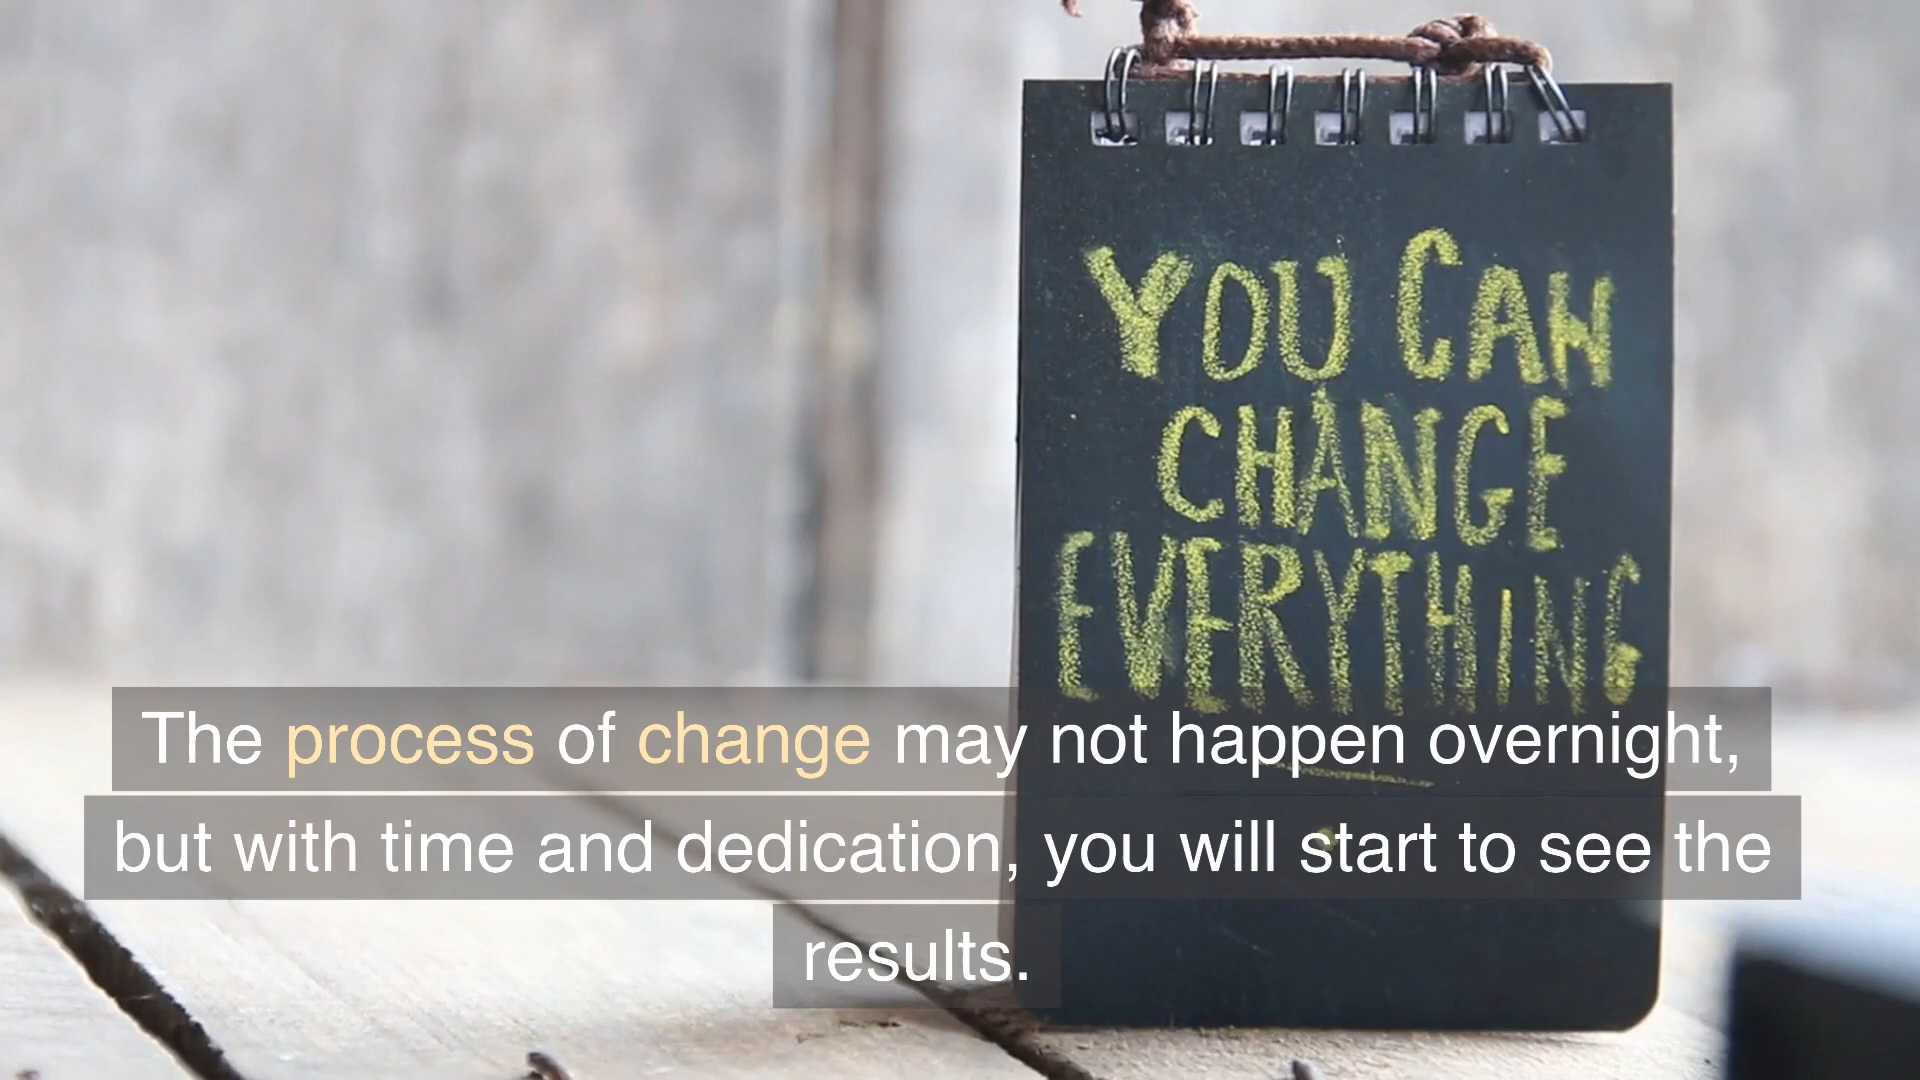 YOU CAN
CHANGE
EVERYTHING
The process of change may not happen overnight,
but with time and dedication, you will start to see the
results.